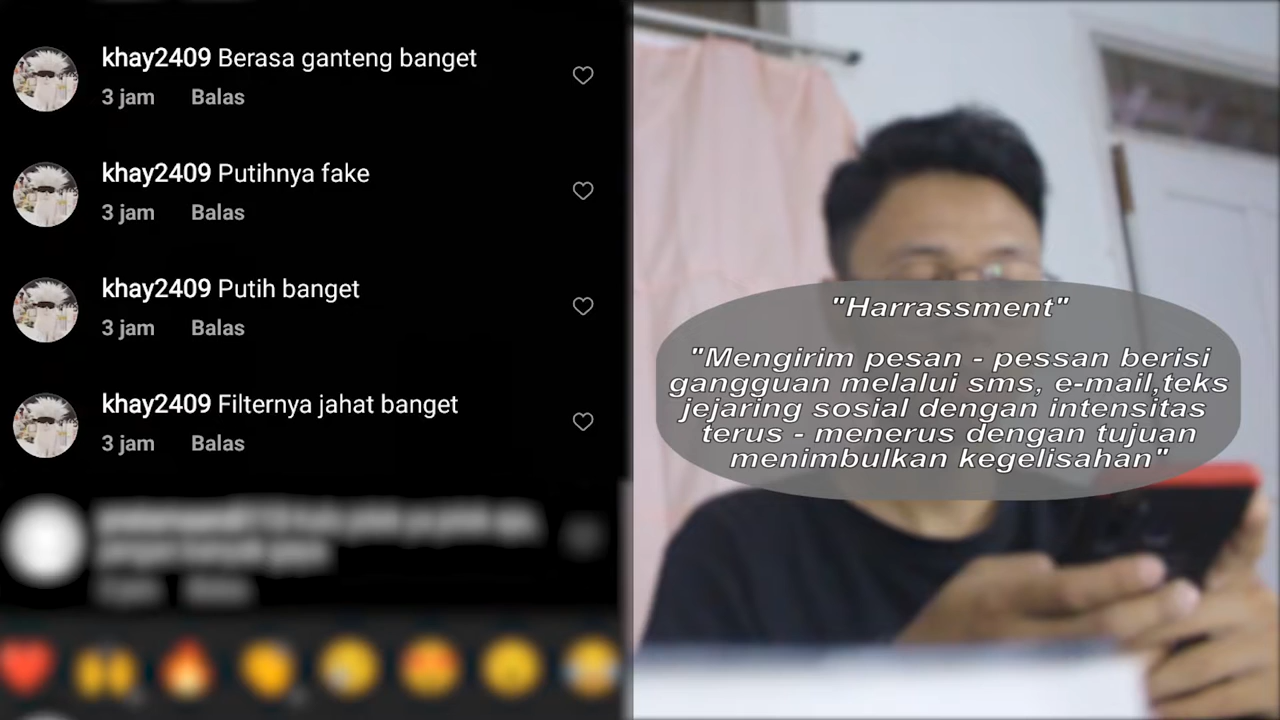 khay2409 Berasa ganteng banget
3 jam Balas
khay2409 Putihnya fake
3 jam Balas
khay2409 Putih banget
3 jam Balas
khay2409 Filternya jahat banget
3 jam Balas
"Harrassment"
"Mengirim pesan - pessan berisi
gangguan melalui sms, e-mail,teks
jejaring sosial dengan intensitas
terus - menerus dengan tujuan
menimbulkan kegelisahan"